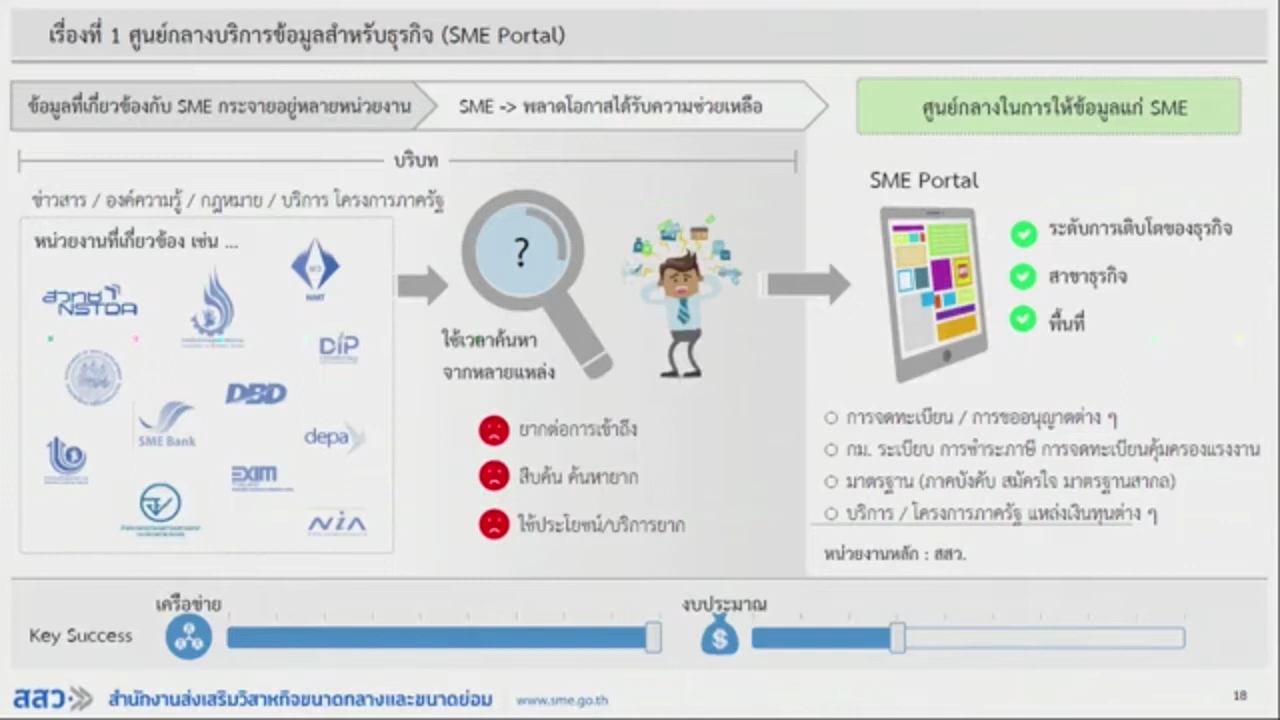 เรื่องที่ 1 ศูนย์กลางบริการข้อมูลสำหรับธุรกิจ (SME Portal)
ข้อมูลที่เกี่ยวข้องกับ SME กระจายอยู่หลายหน่วยงาน
SME -> พลาดโอกาสได้รับความช่วยเหลือ
ศูนย์กลางในการให้ข้อมูลแก่ SME
บริบท
ข่าวสาร / องค์ความรู้ / กฎหมาย / บริการ โครงการภาครัฐ
หน่วยงานที่เกี่ยวข้อง เช่น ...
สวทช
NSTDA
NIMT
DIP
DBD
SME Bank
depa
EXIM
NIA
?
ใช้เวลาค้นหา
จากหลายแหล่ง
ยากต่อการเข้าถึง
สืบค้น ค้นหายาก
ใช้ประโยชน์/บริการยาก
SME Portal
ระดับการเติบโตของธุรกิจ
สาขาธุรกิจ
พื้นที่
การจดทะเบียน / การขออนุญาตต่าง ๆ
กม. ระเบียบ การชำระภาษี การจดทะเบียนคุ้มครองแรงงาน
มาตรฐาน (ภาคบังคับ สมัครใจ มาตรฐานสากล)
บริการ / โครงการภาครัฐ แหล่งเงินทุนต่าง ๆ
หน่วยงานหลัก : สสว.
Key Success
เครือข่าย
งบประมาณ
$
สสว
สำนักงานส่งเสริมวิสาหกิจขนาดกลางและขนาดย่อม
www.sme.go.th
18